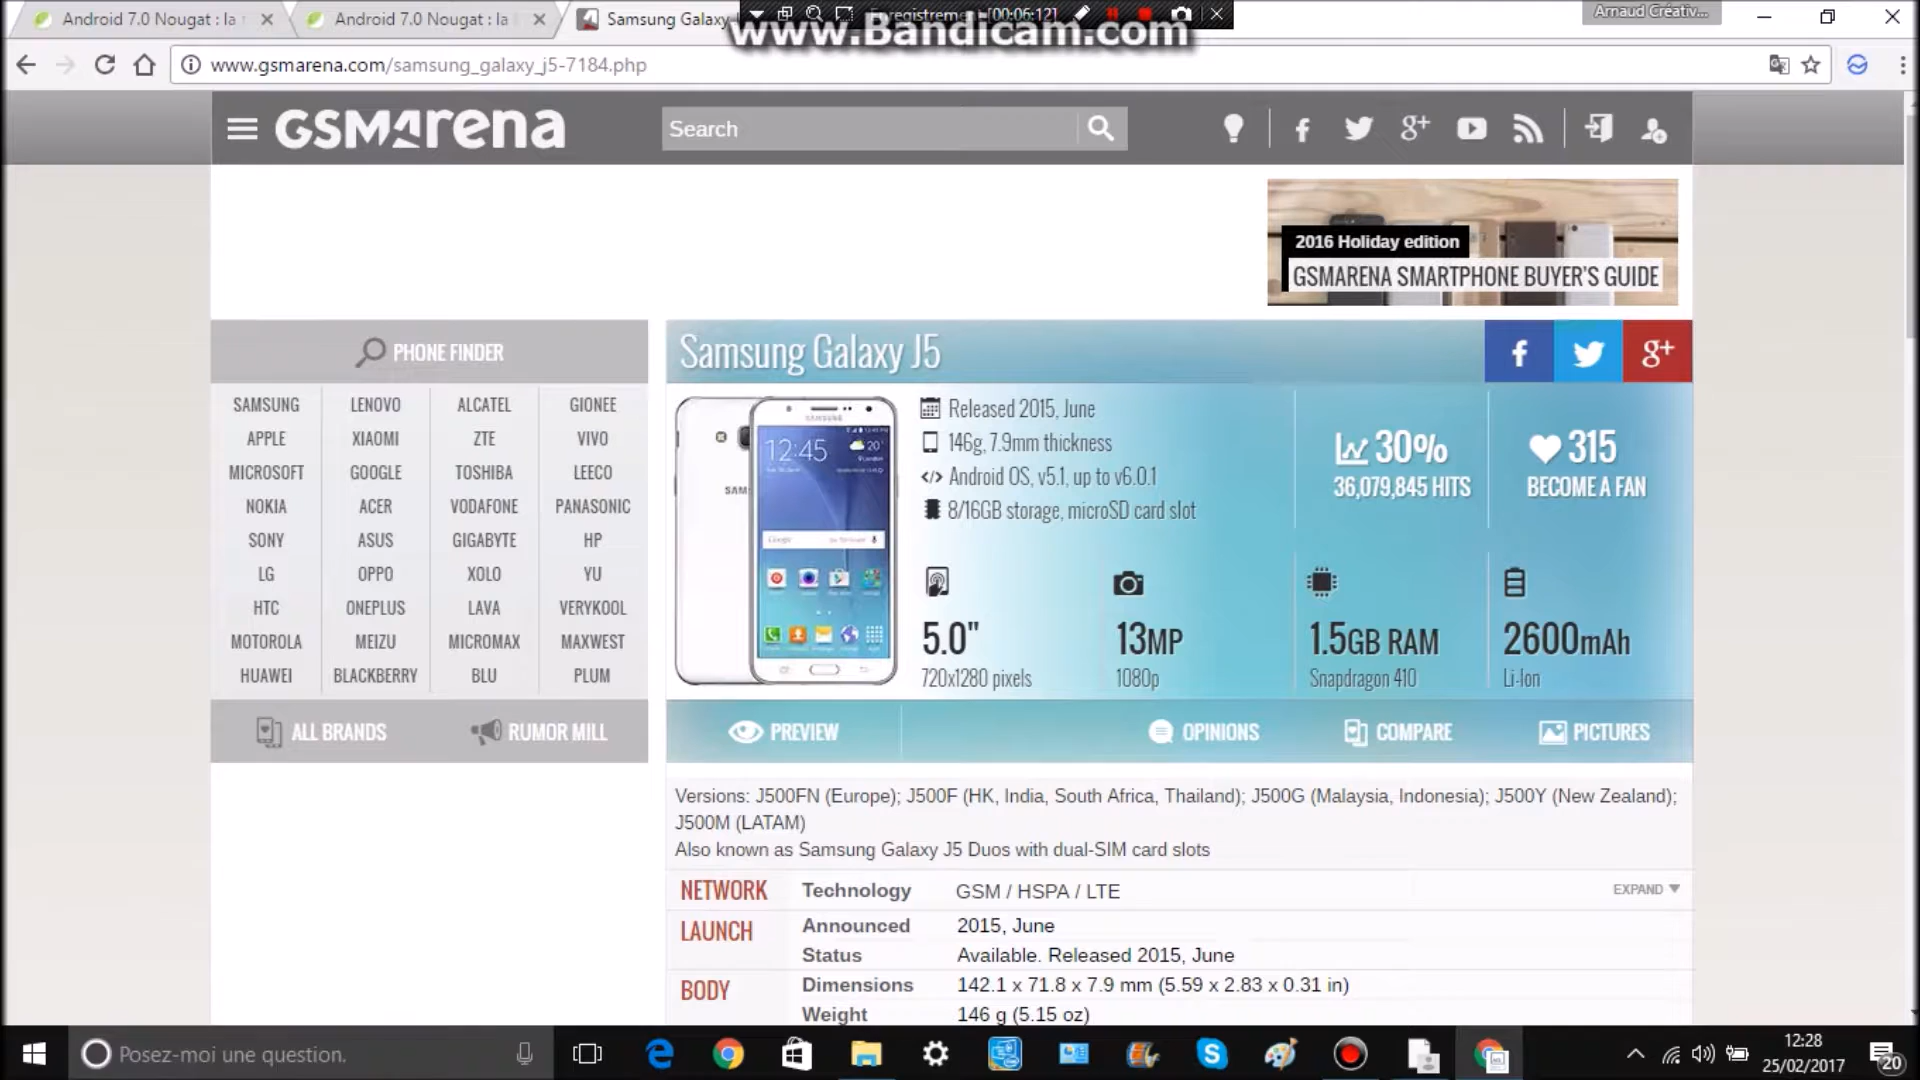 Android 7.0 Nougat : la
Android 7.0 Nougat : la
Samsung Galaxy
Enregistrement [00:06:12]
www.Bandicam.com
Arnaud Créativ...
www.gsmarena.com/samsung_galaxy_j5-7184.php
GSMarena
Search
2016 Holiday edition
GSMARENA SMARTPHONE BUYER'S GUIDE
PHONE FINDER
SAMSUNG LENOVO ALCATEL GIONEE
APPLE XIAOMI ZTE VIVO
MICROSOFT GOOGLE TOSHIBA LEECO
NOKIA ACER VODAFONE PANASONIC
SONY ASUS GIGABYTE HP
LG OPPO XOLO YU
HTC ONEPLUS LAVA VERYKOOL
MOTOROLA MEIZU MICROMAX MAXWEST
HUAWEI BLACKBERRY BLU PLUM
ALL BRANDS RUMOR MILL
Samsung Galaxy J5
f g+
SAMSUNG
12:45 20°
SAM
Google
Released 2015, June
146g, 7.9mm thickness
Android OS, v5.1, up to v6.0.1
8/16GB storage, microSD card slot
30%
36,079,845 HITS
315
BECOME A FAN
5.0"
720x1280 pixels
13MP
1080p
1.5GB RAM
Snapdragon 410
2600mAh
Li-Ion
PREVIEW OPINIONS COMPARE PICTURES
Versions: J500FN (Europe); J500F (HK, India, South Africa, Thailand); J500G (Malaysia, Indonesia); J500Y (New Zealand);
J500M (LATAM)
Also known as Samsung Galaxy J5 Duos with dual-SIM card slots
NETWORK Technology GSM / HSPA / LTE EXPAND ▼
LAUNCH Announced 2015, June
Status Available. Released 2015, June
BODY Dimensions 142.1 x 71.8 x 7.9 mm (5.59 x 2.83 x 0.31 in)
Weight 146 g (5.15 oz)
Posez-moi une question.
12:28
25/02/2017
20